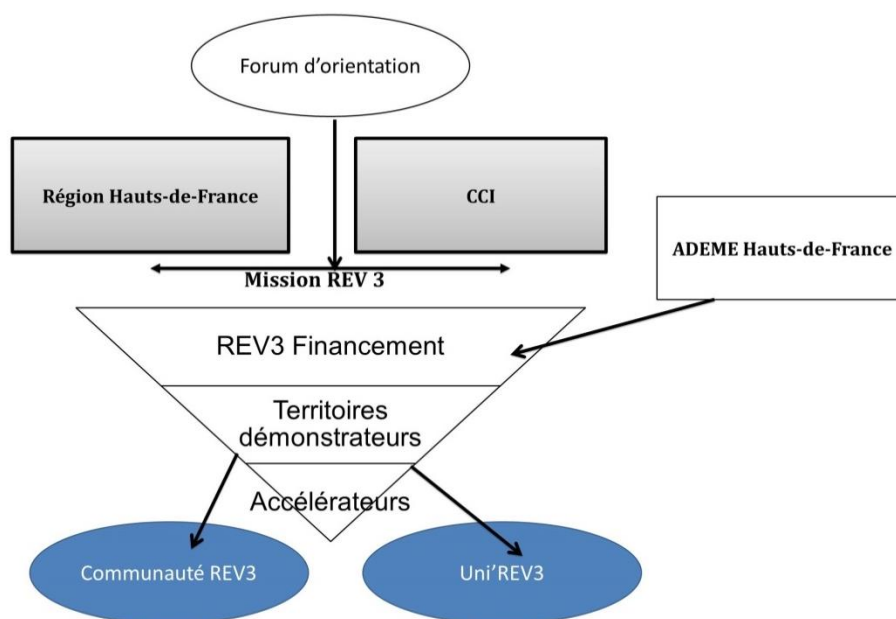 Forum d’orientation
Région Hauts-de-France
CCI
ADEME Hauts-de-France
Mission REV 3
REV3 Financement
Territoires
démonstrateurs
Accélérateurs
Communauté REV3
Uni’REV3